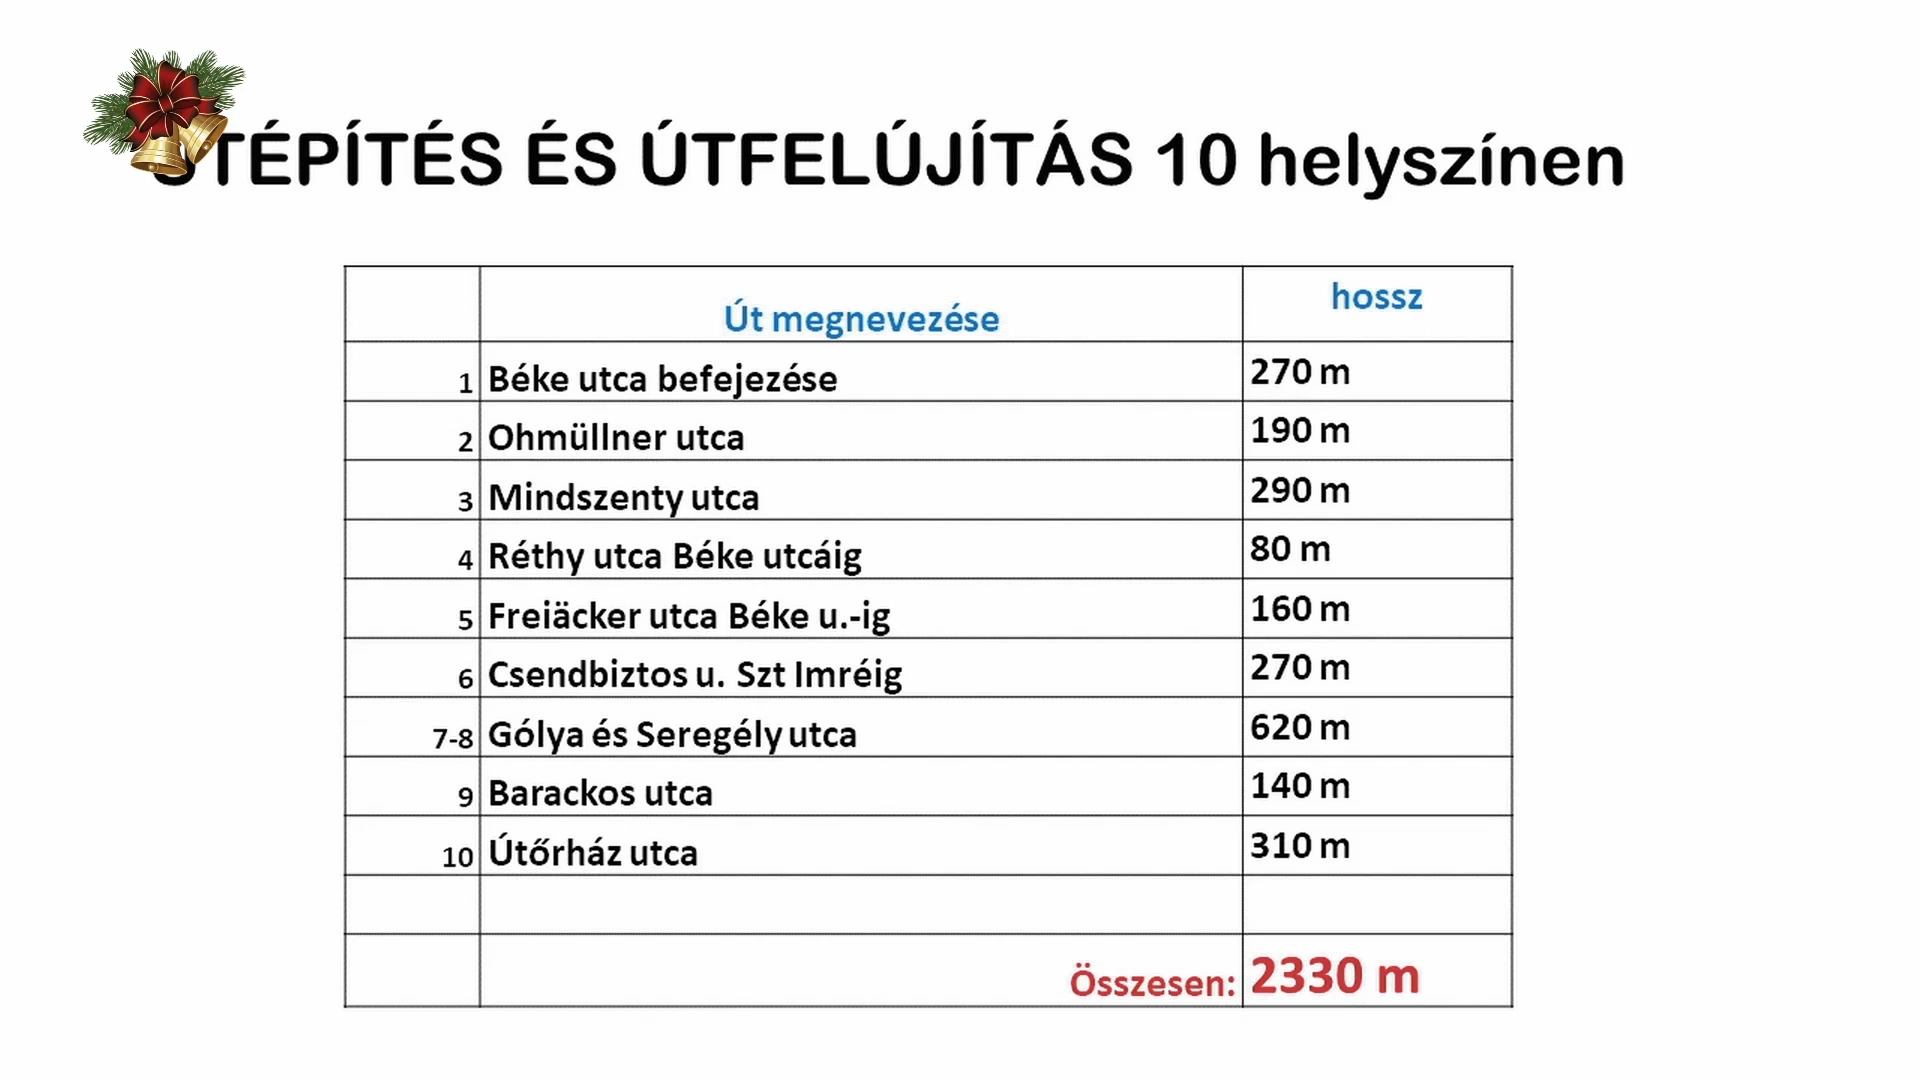 ÚTÉPÍTÉS ÉS ÚTFELÚJÍTÁS 10 helyszínen
Út megnevezése hossz
1 Béke utca befejezése 270 m
2 Ohmüllner utca 190 m
3 Mindszenty utca 290 m
4 Réthy utca Béke utcáig 80 m
5 Freiäcker utca Béke u.-ig 160 m
6 Csendbiztos u. Szt Imréig 270 m
7-8 Gólya és Seregély utca 620 m
9 Barackos utca 140 m
10 Útőrház utca 310 m
Összesen: 2330 m